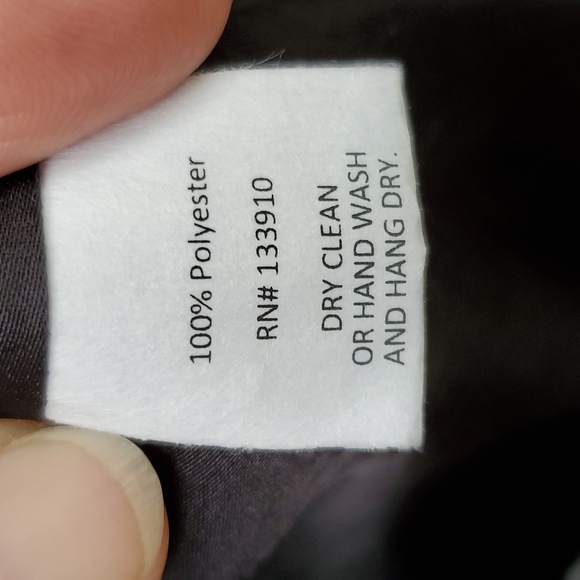 100% Polyester
RN# 133910
DRY CLEAN
OR HAND WASH
AND HANG DRY.